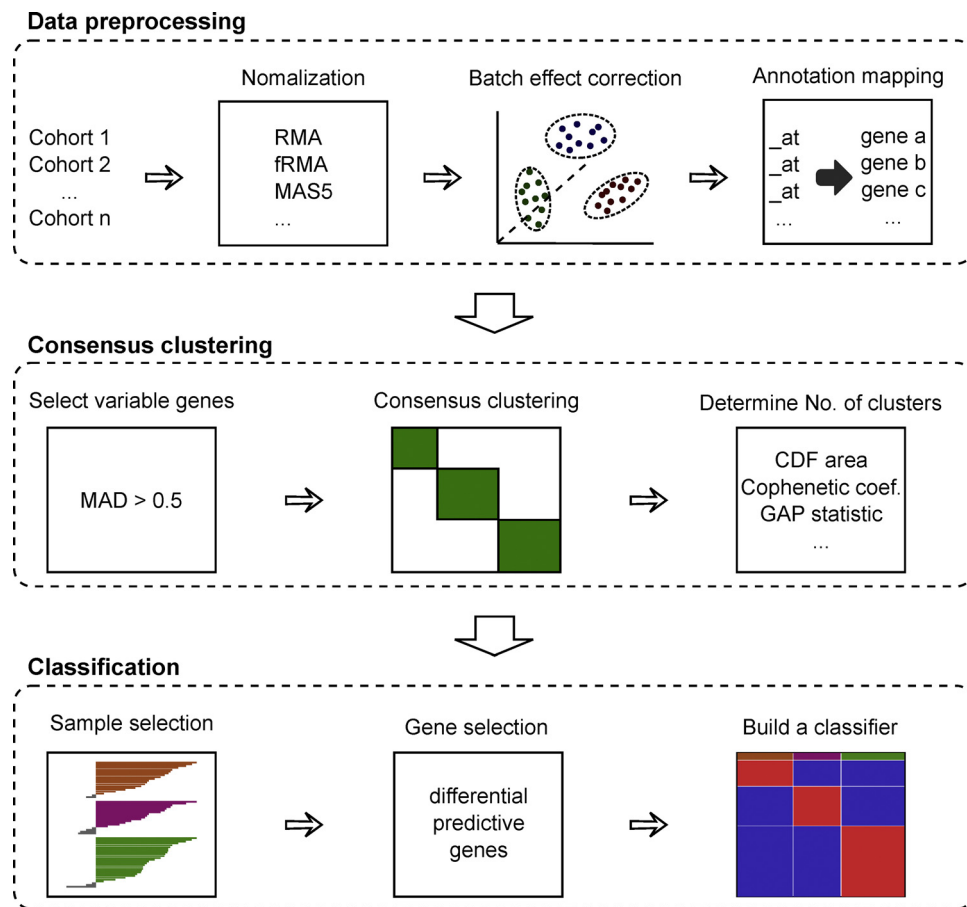 Data preprocessing
Nomalization
Batch effect correction
Annotation mapping
Cohort 1
Cohort 2
...
Cohort n
RMA
fRMA
MAS5
...
_at
_at
_at
...
gene a
gene b
gene c
...
Consensus clustering
Select variable genes
Consensus clustering
Determine No. of clusters
MAD > 0.5
CDF area
Cophenetic coef.
GAP statistic
...
Classification
Sample selection
Gene selection
Build a classifier
differential
predictive
genes